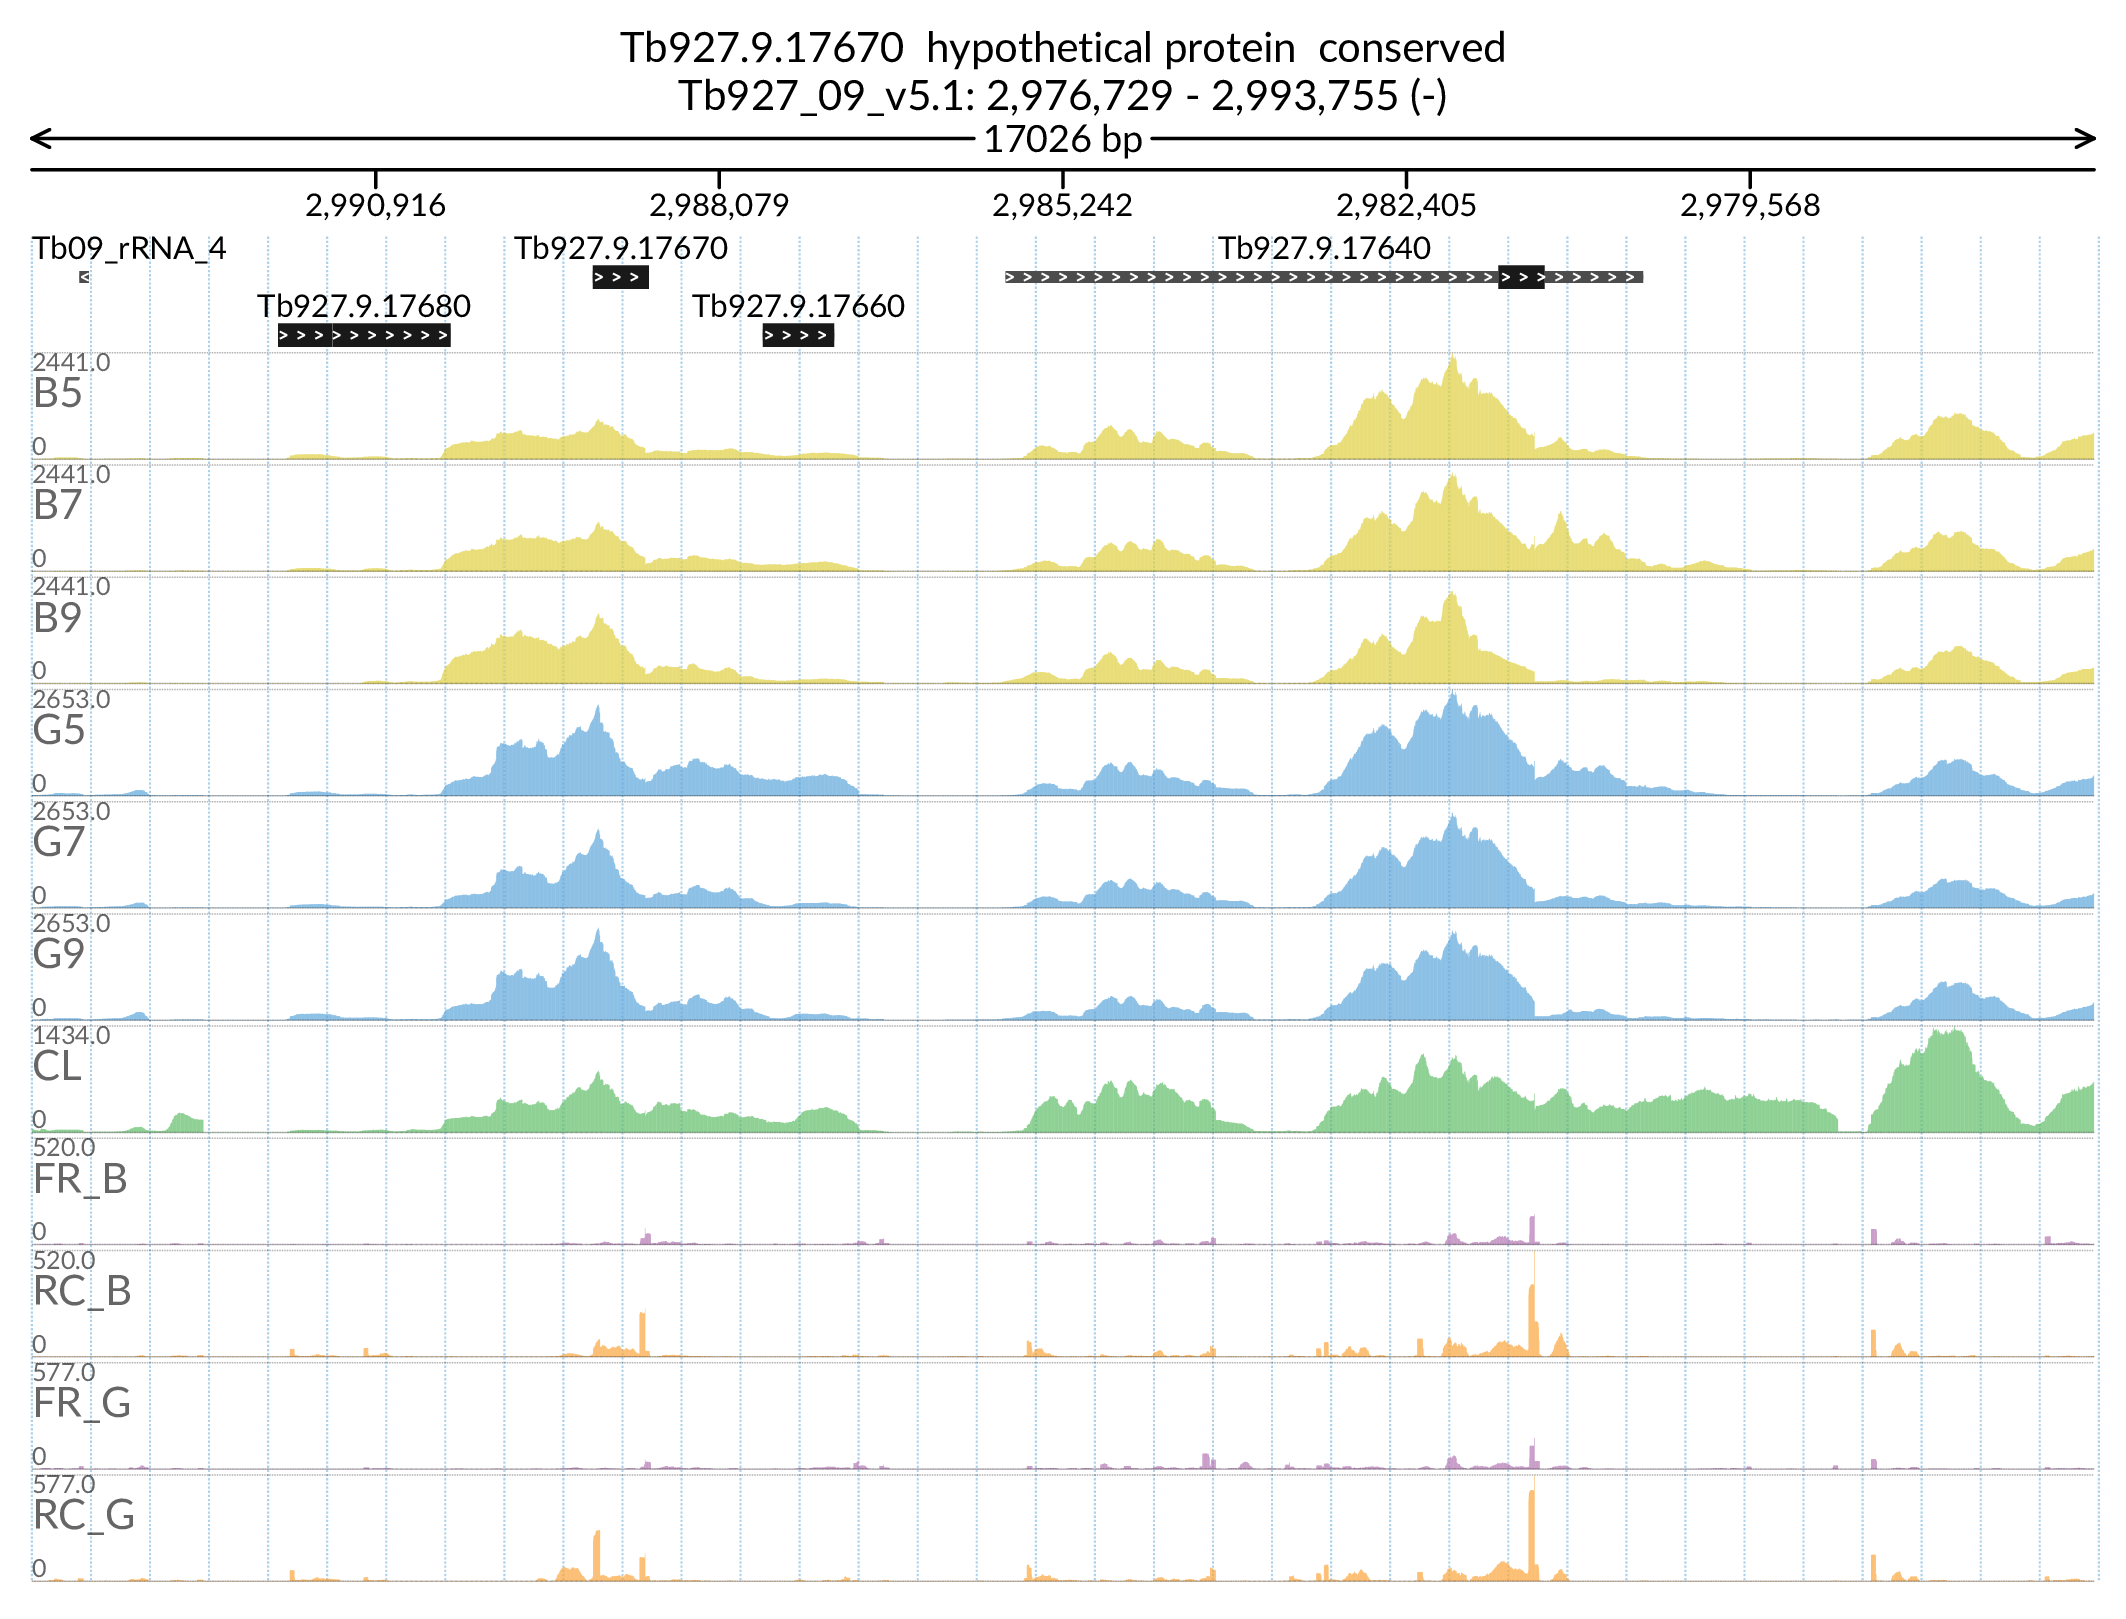 Tb927.9.17670  hypothetical protein  conserved
Tb927_09_v5.1: 2,976,729 - 2,993,755 (-)
17026 bp
2,990,916 2,988,079 2,985,242 2,982,405 2,979,568
Tb09_rRNA_4 Tb927.9.17670 Tb927.9.17640
Tb927.9.17680 Tb927.9.17660
2441.0
B5
0
2441.0
B7
0
2441.0
B9
0
2653.0
G5
0
2653.0
G7
0
2653.0
G9
0
1434.0
CL
0
520.0
FR_B
0
520.0
RC_B
0
577.0
FR_G
0
577.0
RC_G
0